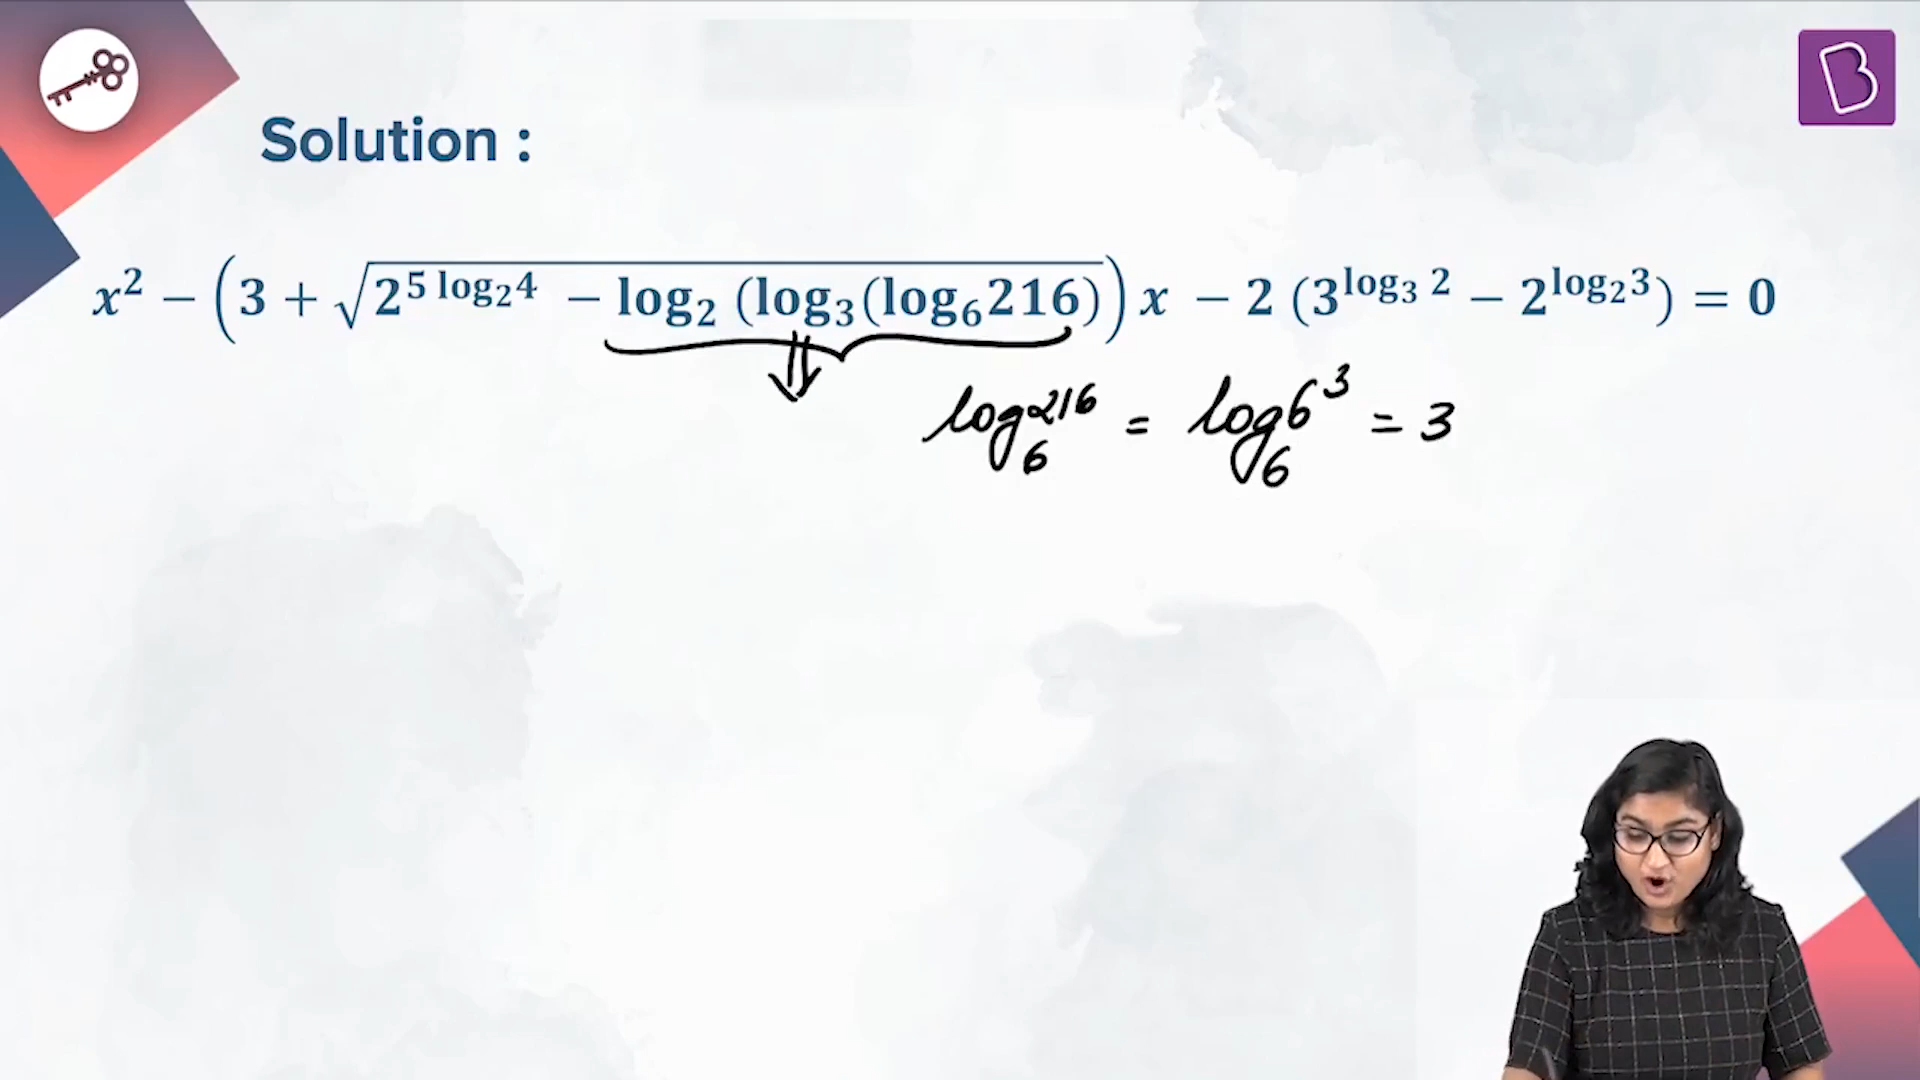 Solution :
x² − (3 + √(2^(5 log₂4) − log₂ (log₃(log₆216)))x − 2 (3^(log₃ 2) − 2^(log₂3)) = 0
log₆216 = log₆6³ = 3